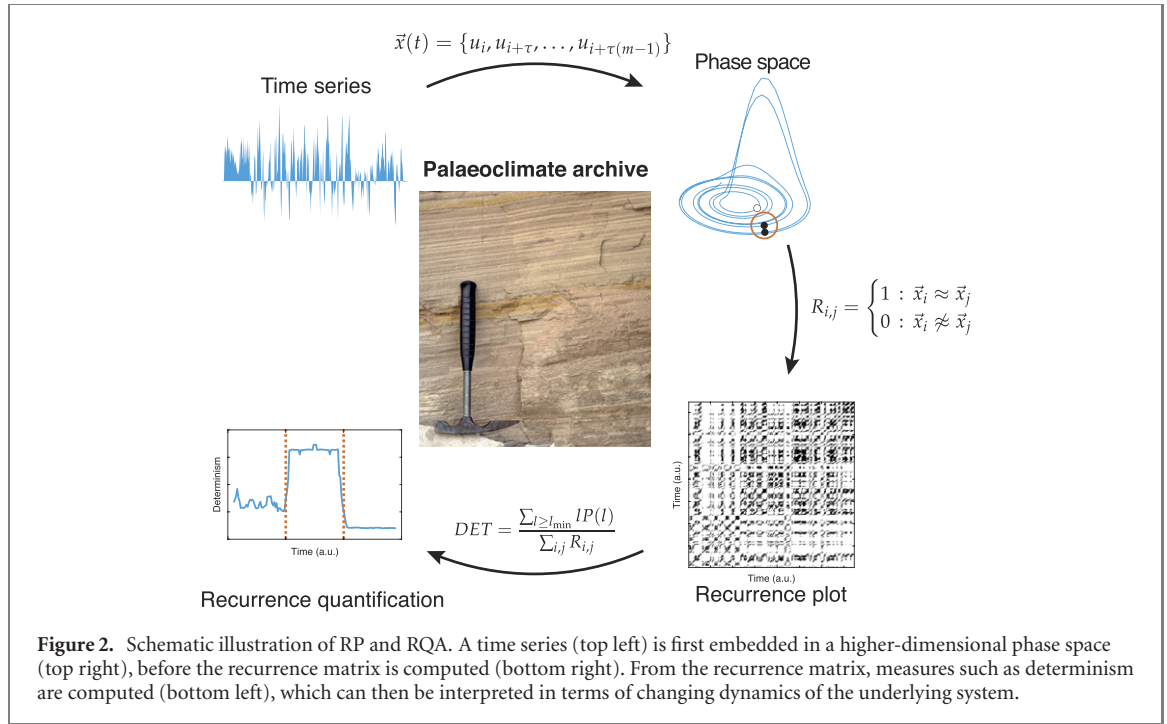 x⃗(t) = {u_i, u_{i+τ}, . . . , u_{i+τ(m−1)}}
Time series
Phase space
Palaeoclimate archive
R_{i,j} = { 1 : x⃗_i ≈ x⃗_j
0 : x⃗_i ≉ x⃗_j
Determinism
Time (a.u.)
Recurrence quantification
DET = ∑_{l≥l_min} lP(l) / ∑_{i,j} R_{i,j}
Time (a.u.)
Time (a.u.)
Recurrence plot
Figure 2. Schematic illustration of RP and RQA. A time series (top left) is first embedded in a higher-dimensional phase space
(top right), before the recurrence matrix is computed (bottom right). From the recurrence matrix, measures such as determinism
are computed (bottom left), which can then be interpreted in terms of changing dynamics of the underlying system.